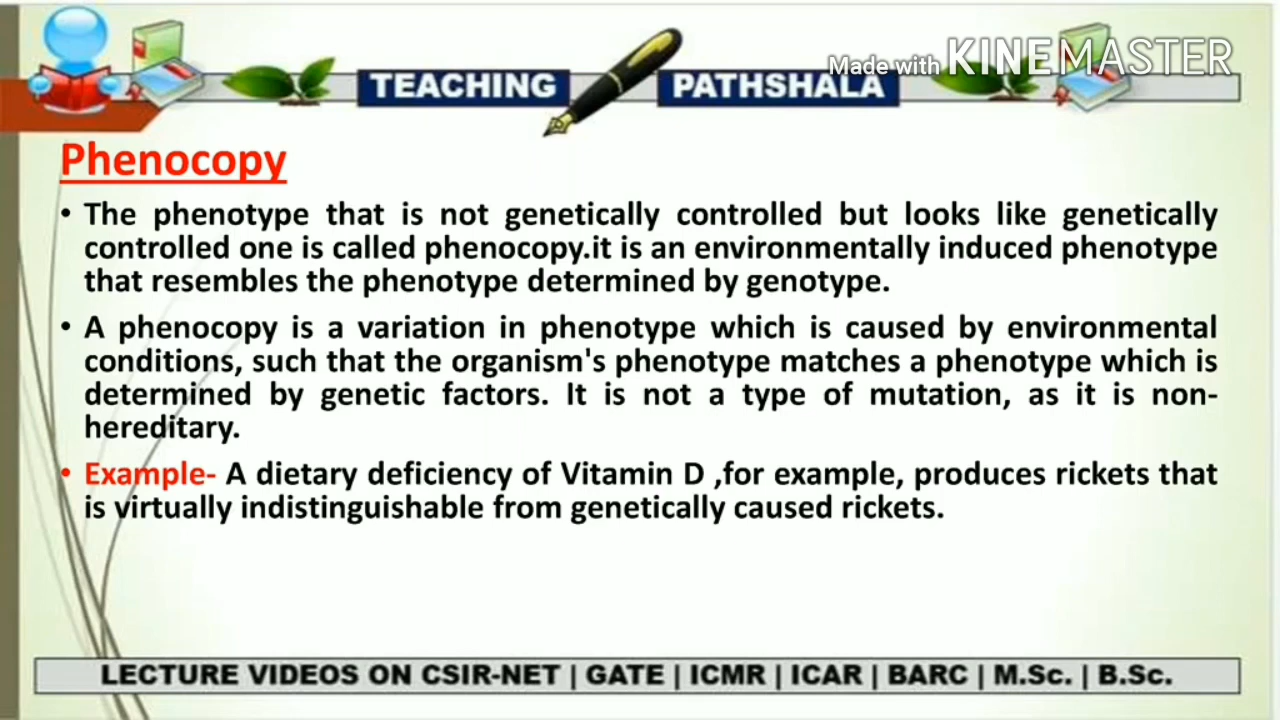 TEACHING PATHSHALA
Made with KINEMASTER
Phenocopy
• The phenotype that is not genetically controlled but looks like genetically
controlled one is called phenocopy.it is an environmentally induced phenotype
that resembles the phenotype determined by genotype.
• A phenocopy is a variation in phenotype which is caused by environmental
conditions, such that the organism's phenotype matches a phenotype which is
determined by genetic factors. It is not a type of mutation, as it is non-
hereditary.
• Example- A dietary deficiency of Vitamin D ,for example, produces rickets that
is virtually indistinguishable from genetically caused rickets.
LECTURE VIDEOS ON CSIR-NET | GATE | ICMR | ICAR | BARC | M.Sc. | B.Sc.